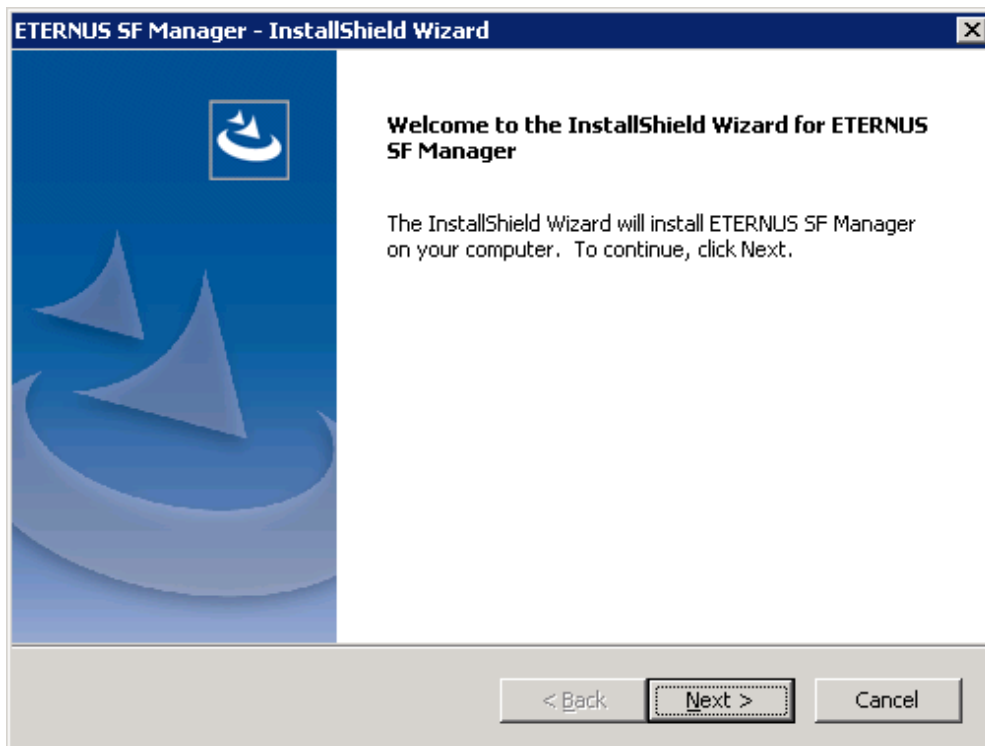 ETERNUS SF Manager - InstallShield Wizard
Welcome to the InstallShield Wizard for ETERNUS
SF Manager
The InstallShield Wizard will install ETERNUS SF Manager
on your computer.  To continue, click Next.
< Back
Next >
Cancel